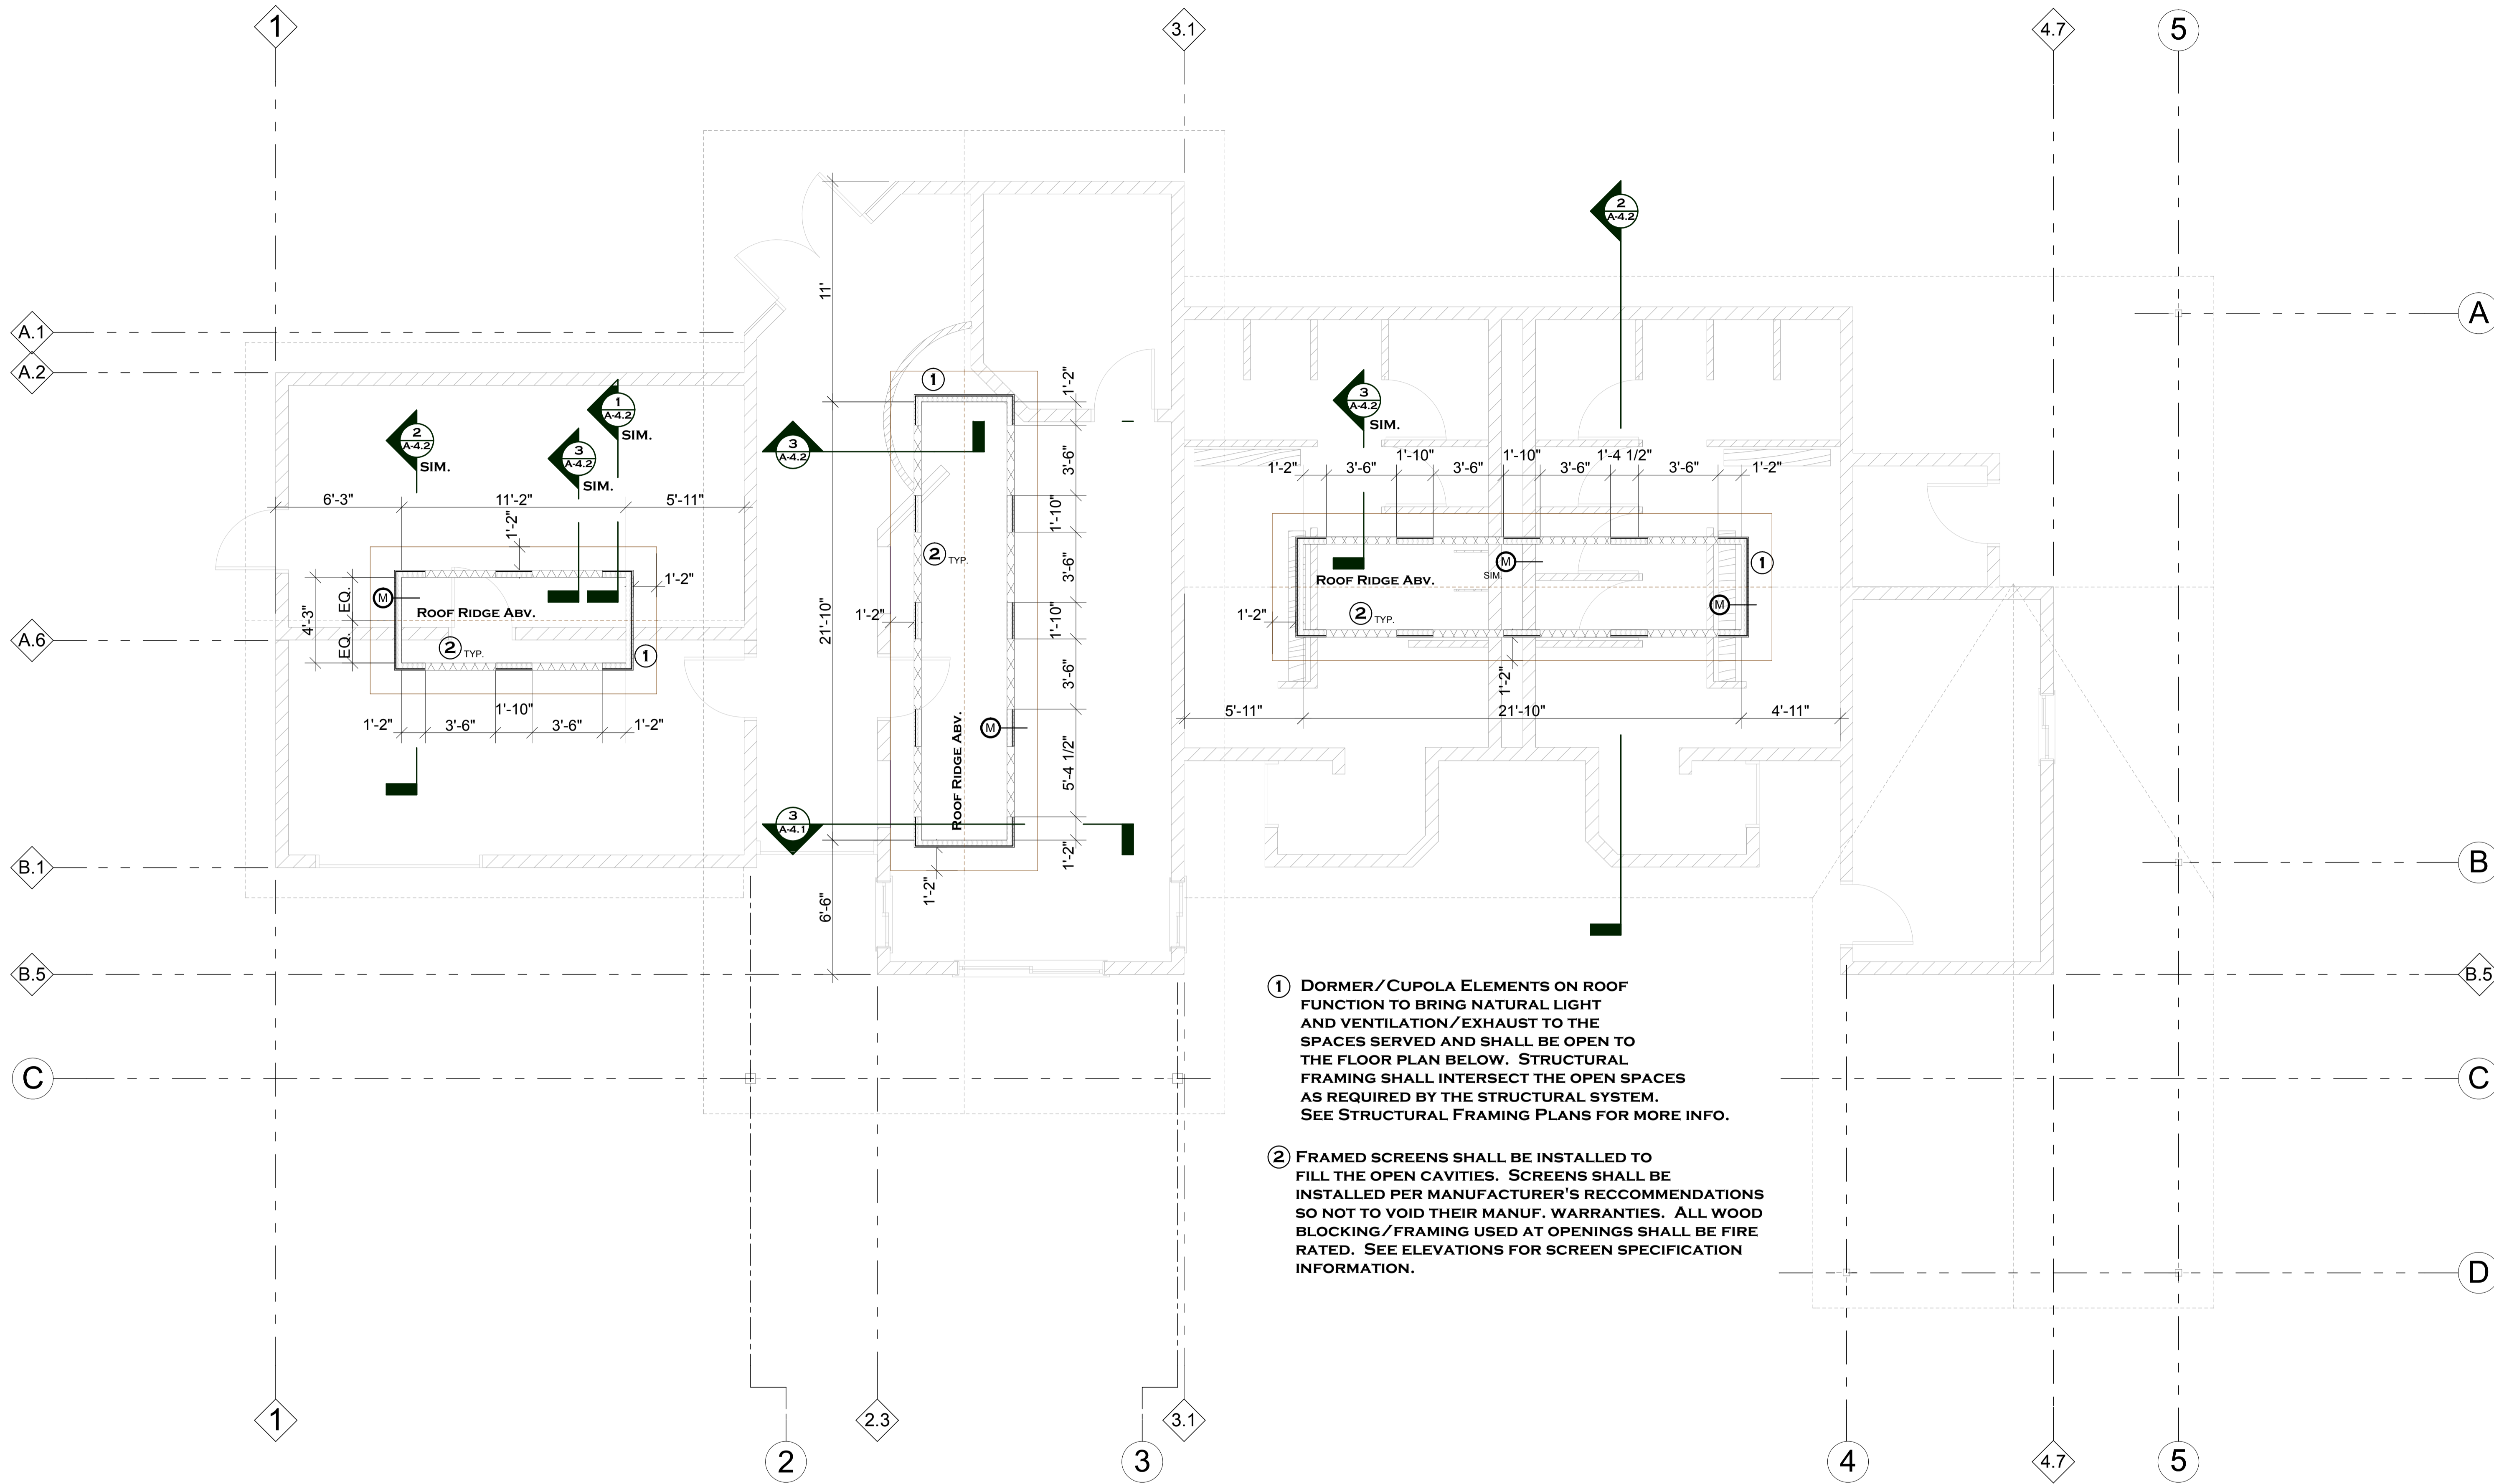 1
3.1
4.7
5
A.1
A.2
A.6
B.1
B.5
C
A
B
B.5
C
D
11'
2
A-4.2
2
A-4.2
SIM.
1
A-4.2
SIM.
3
A-4.2
SIM.
3
A-4.2
3
A-4.2
SIM.
6'-3"
11'-2"
5'-11"
1'-2"
1'-2"
4'-3"
EQ.
EQ.
M
ROOF RIDGE ABV.
2 TYP.
1
1'-2"
3'-6"
1'-10"
3'-6"
1'-2"
21'-10"
6'-6"
1
2 TYP.
1'-2"
M
ROOF RIDGE ABV.
1'-2"
3'-6"
1'-10"
3'-6"
1'-10"
3'-6"
5'-4 1/2"
1'-2"
1'-2"
3
A-4.1
1'-2"
3'-6"
1'-10"
3'-6"
1'-10"
3'-6"
1'-4 1/2"
3'-6"
1'-2"
M
SIM.
1
ROOF RIDGE ABV.
2 TYP.
M
1'-2"
1'-2"
5'-11"
21'-10"
4'-11"
1 DORMER/CUPOLA ELEMENTS ON ROOF
FUNCTION TO BRING NATURAL LIGHT
AND VENTILATION/EXHAUST TO THE
SPACES SERVED AND SHALL BE OPEN TO
THE FLOOR PLAN BELOW. STRUCTURAL
FRAMING SHALL INTERSECT THE OPEN SPACES
AS REQUIRED BY THE STRUCTURAL SYSTEM.
SEE STRUCTURAL FRAMING PLANS FOR MORE INFO.
2 FRAMED SCREENS SHALL BE INSTALLED TO
FILL THE OPEN CAVITIES. SCREENS SHALL BE
INSTALLED PER MANUFACTURER'S RECCOMMENDATIONS
SO NOT TO VOID THEIR MANUF. WARRANTIES. ALL WOOD
BLOCKING/FRAMING USED AT OPENINGS SHALL BE FIRE
RATED. SEE ELEVATIONS FOR SCREEN SPECIFICATION
INFORMATION.
1
2
2.3
3
3.1
4
4.7
5